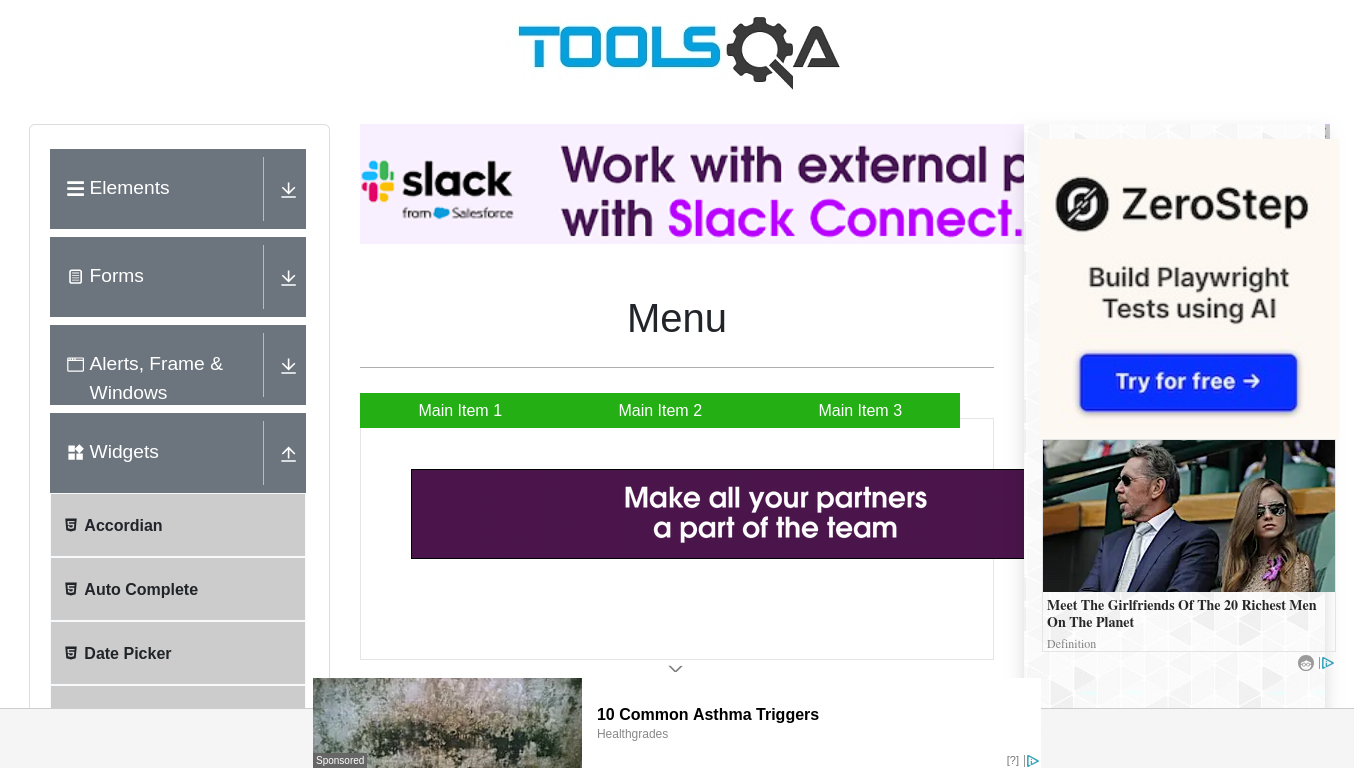 TOOLSQA
Elements
Forms
Alerts, Frame &
Windows
Widgets
Accordian
Auto Complete
Date Picker
slack
from Salesforce
Work with external
with Slack Connect.
Menu
Main Item 1
Main Item 2
Main Item 3
Make all your partners
a part of the team
ZeroStep
Build Playwright
Tests using AI
Try for free →
Meet The Girlfriends Of The 20 Richest Men
On The Planet
Definition
10 Common Asthma Triggers
Healthgrades
Sponsored
[?]